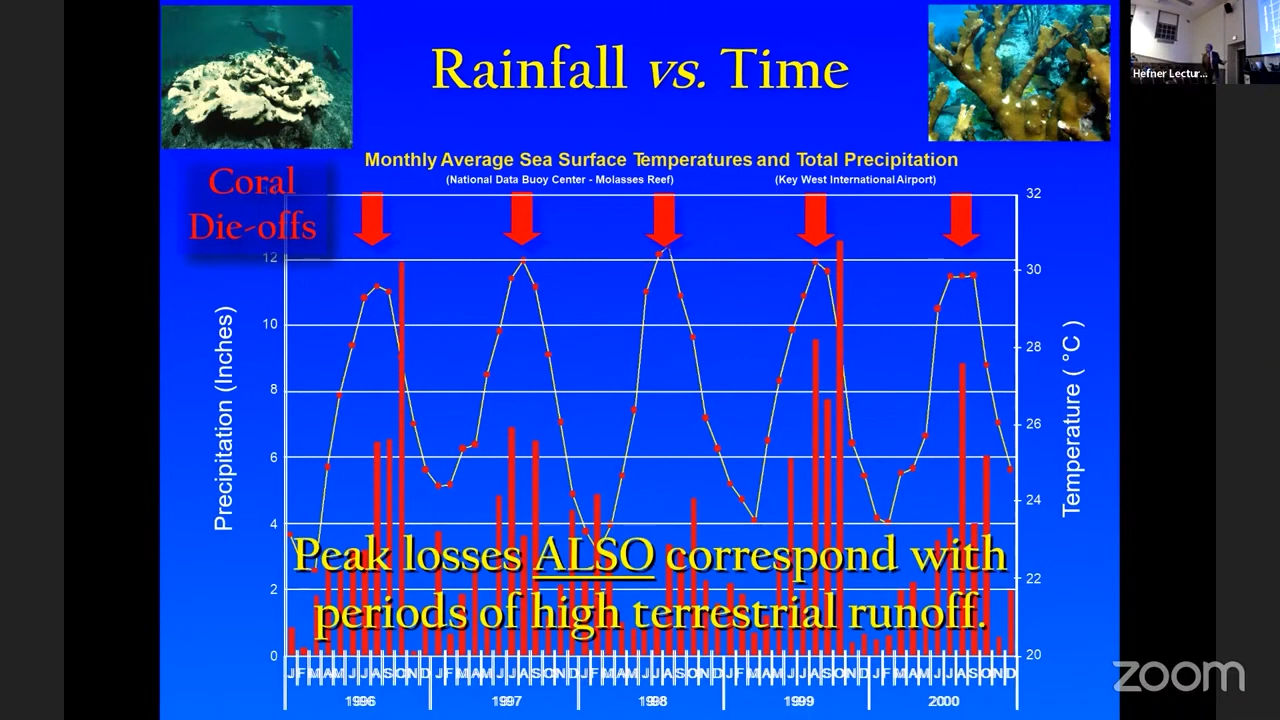 Rainfall vs. Time
Hefner Lectur...
Monthly Average Sea Surface Temperatures and Total Precipitation
(National Data Buoy Center - Molasses Reef) (Key West International Airport)
Coral
Die-offs
Precipitation (Inches)
12
10
8
6
4
2
0
32
30
28
26
24
22
20
Temperature ( °C )
Peak losses ALSO correspond with
periods of high terrestrial runoff.
J F M A M J J A S O N D J F M A M J J A S O N D J F M A M J J A S O N D J F M A M J J A S O N D J F M A M J J A S O N D
1996 1997 1998 1999 2000
zoom